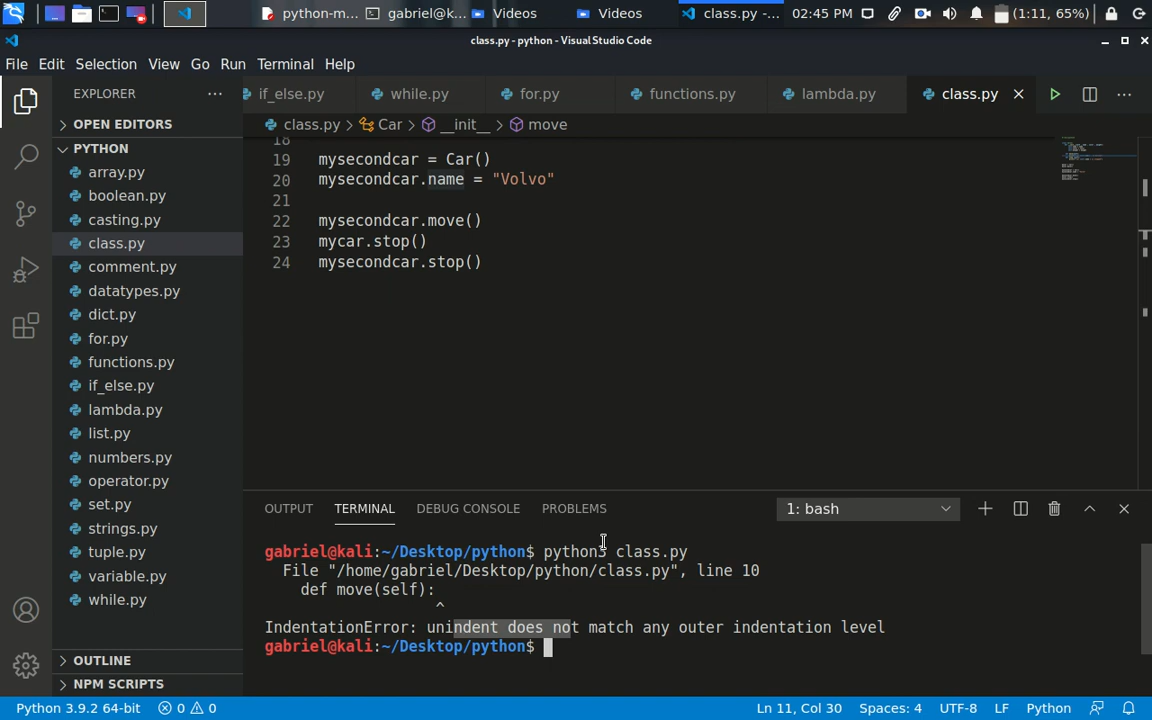 python-m... gabriel@k... Videos Videos class.py -... 02:45 PM (1:11, 65%)
class.py - python - Visual Studio Code
File Edit Selection View Go Run Terminal Help
EXPLORER ···
if_else.py while.py for.py functions.py lambda.py class.py
OPEN EDITORS
class.py > Car > __init__ > move
PYTHON
array.py
boolean.py
casting.py
class.py
comment.py
datatypes.py
dict.py
for.py
functions.py
if_else.py
lambda.py
list.py
numbers.py
operator.py
set.py
strings.py
tuple.py
variable.py
while.py
OUTLINE
NPM SCRIPTS
18
19 mysecondcar = Car()
20 mysecondcar.name = "Volvo"
21
22 mysecondcar.move()
23 mycar.stop()
24 mysecondcar.stop()
OUTPUT TERMINAL DEBUG CONSOLE PROBLEMS 1: bash
gabriel@kali:~/Desktop/python$ python3 class.py
File "/home/gabriel/Desktop/python/class.py", line 10
def move(self):
^
IndentationError: unindent does not match any outer indentation level
gabriel@kali:~/Desktop/python$
Python 3.9.2 64-bit 0 0 Ln 11, Col 30 Spaces: 4 UTF-8 LF Python